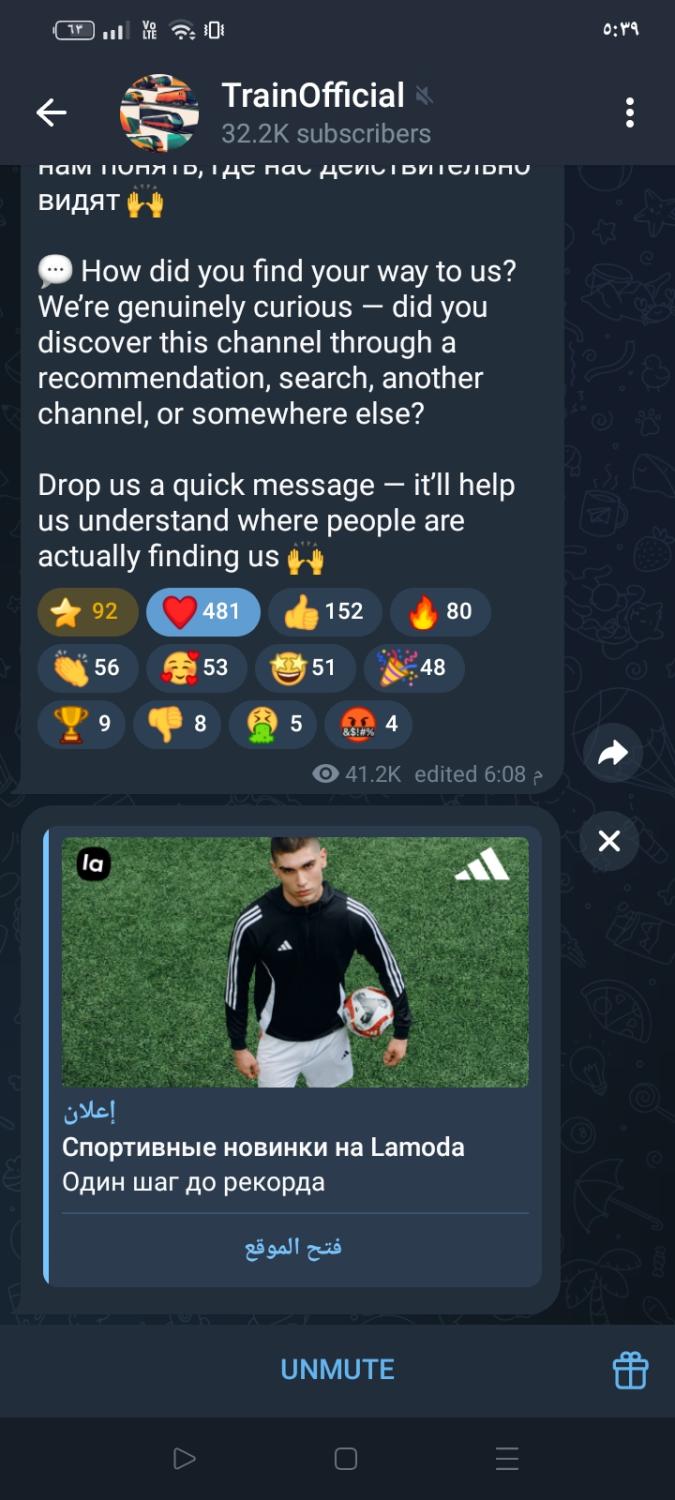 ٦٣
Vo
LTE
٥:٣٩
TrainOfficial
32.2K subscribers
нам понять, где нас действительно
видят 🙌
💬 How did you find your way to us?
We’re genuinely curious — did you
discover this channel through a
recommendation, search, another
channel, or somewhere else?
Drop us a quick message — it’ll help
us understand where people are
actually finding us 🙌
⭐ 92 ❤️ 481 👍 152 🔥 80
👏 56 🥰 53 🤩 51 🎉 48
🏆 9 👎 8 🤮 5 🤬 4
41.2K edited 6:08 م
la
إعلان
Спортивные новинки на Lamoda
Один шаг до рекорда
فتح الموقع
UNMUTE